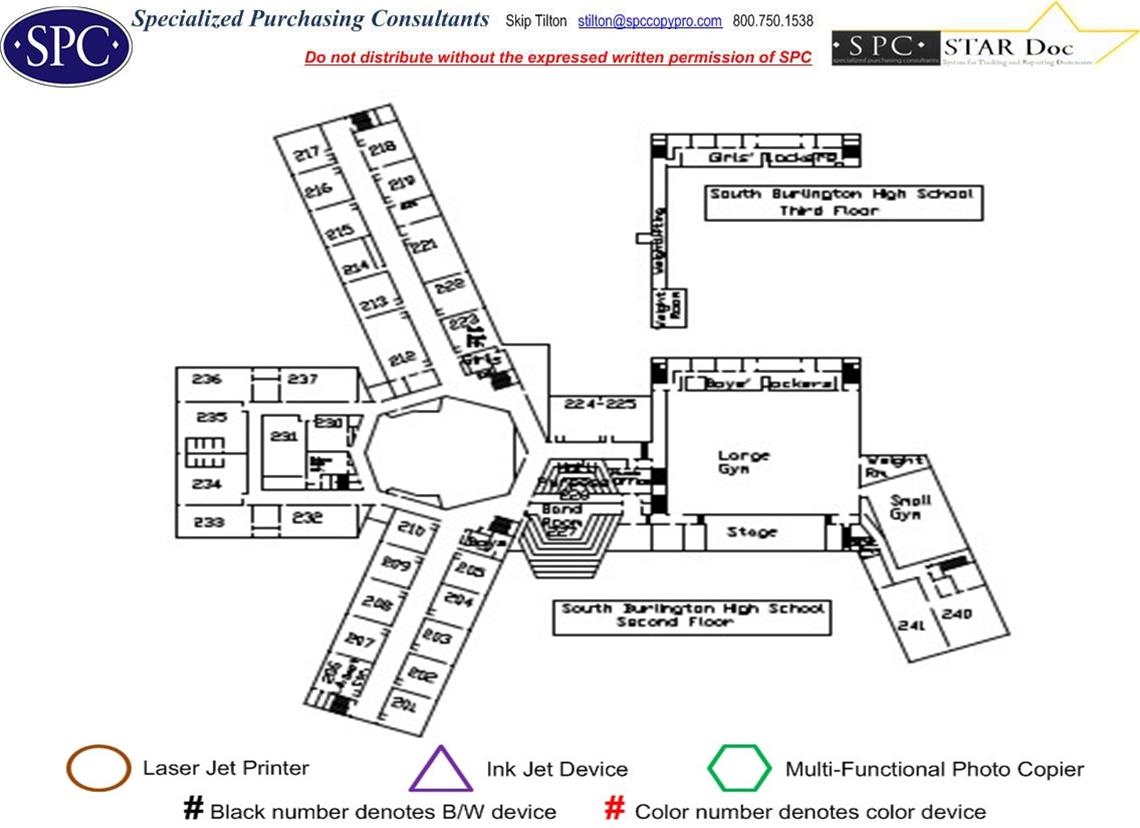 Specialized Purchasing Consultants Skip Tilton stilton@spccopypro.com 800.750.1538
·SPC·
Do not distribute without the expressed written permission of SPC
·SPC· STAR Doc
specialized purchasing consultants System for Tracking and Reporting Documents
217
218
216
219
215
221
214
222
213
223
212
Girls' Lockers
South Burlington High School
Third Floor
Weightlifting
Weight
Room
236
237
235
231
230
234
233
232
224-225
Boys' Lockers
Large
Gym
Weight
Rm
Small
Gym
Band
Room
227
Stage
210
209
208
207
206
205
204
203
202
201
241
240
South Burlington High School
Second Floor
Laser Jet Printer
Ink Jet Device
Multi-Functional Photo Copier
# Black number denotes B/W device
# Color number denotes color device